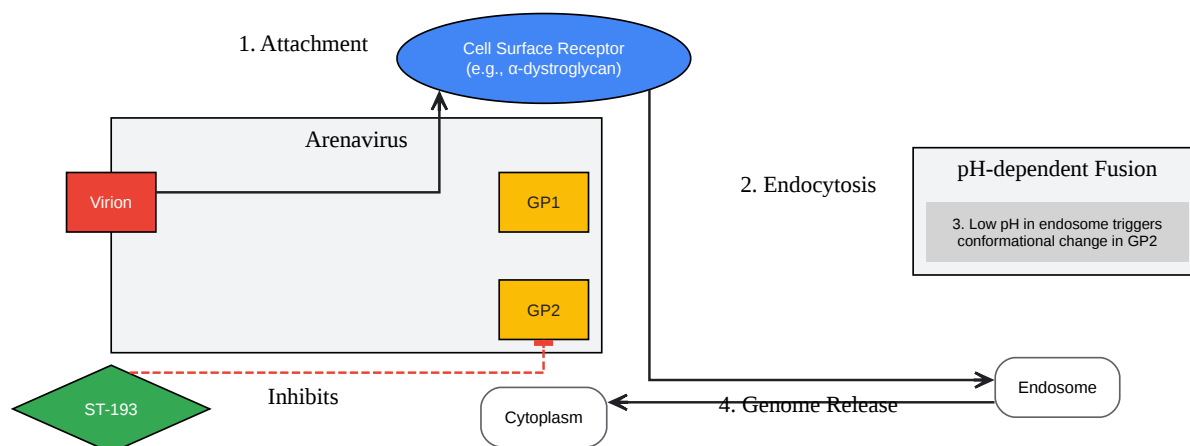 1. Attachment
Cell Surface Receptor
(e.g., α-dystroglycan)
Arenavirus
Virion
GP1
GP2
2. Endocytosis
pH-dependent Fusion
3. Low pH in endosome triggers
conformational change in GP2
ST-193
Inhibits
Cytoplasm
4. Genome Release
Endosome